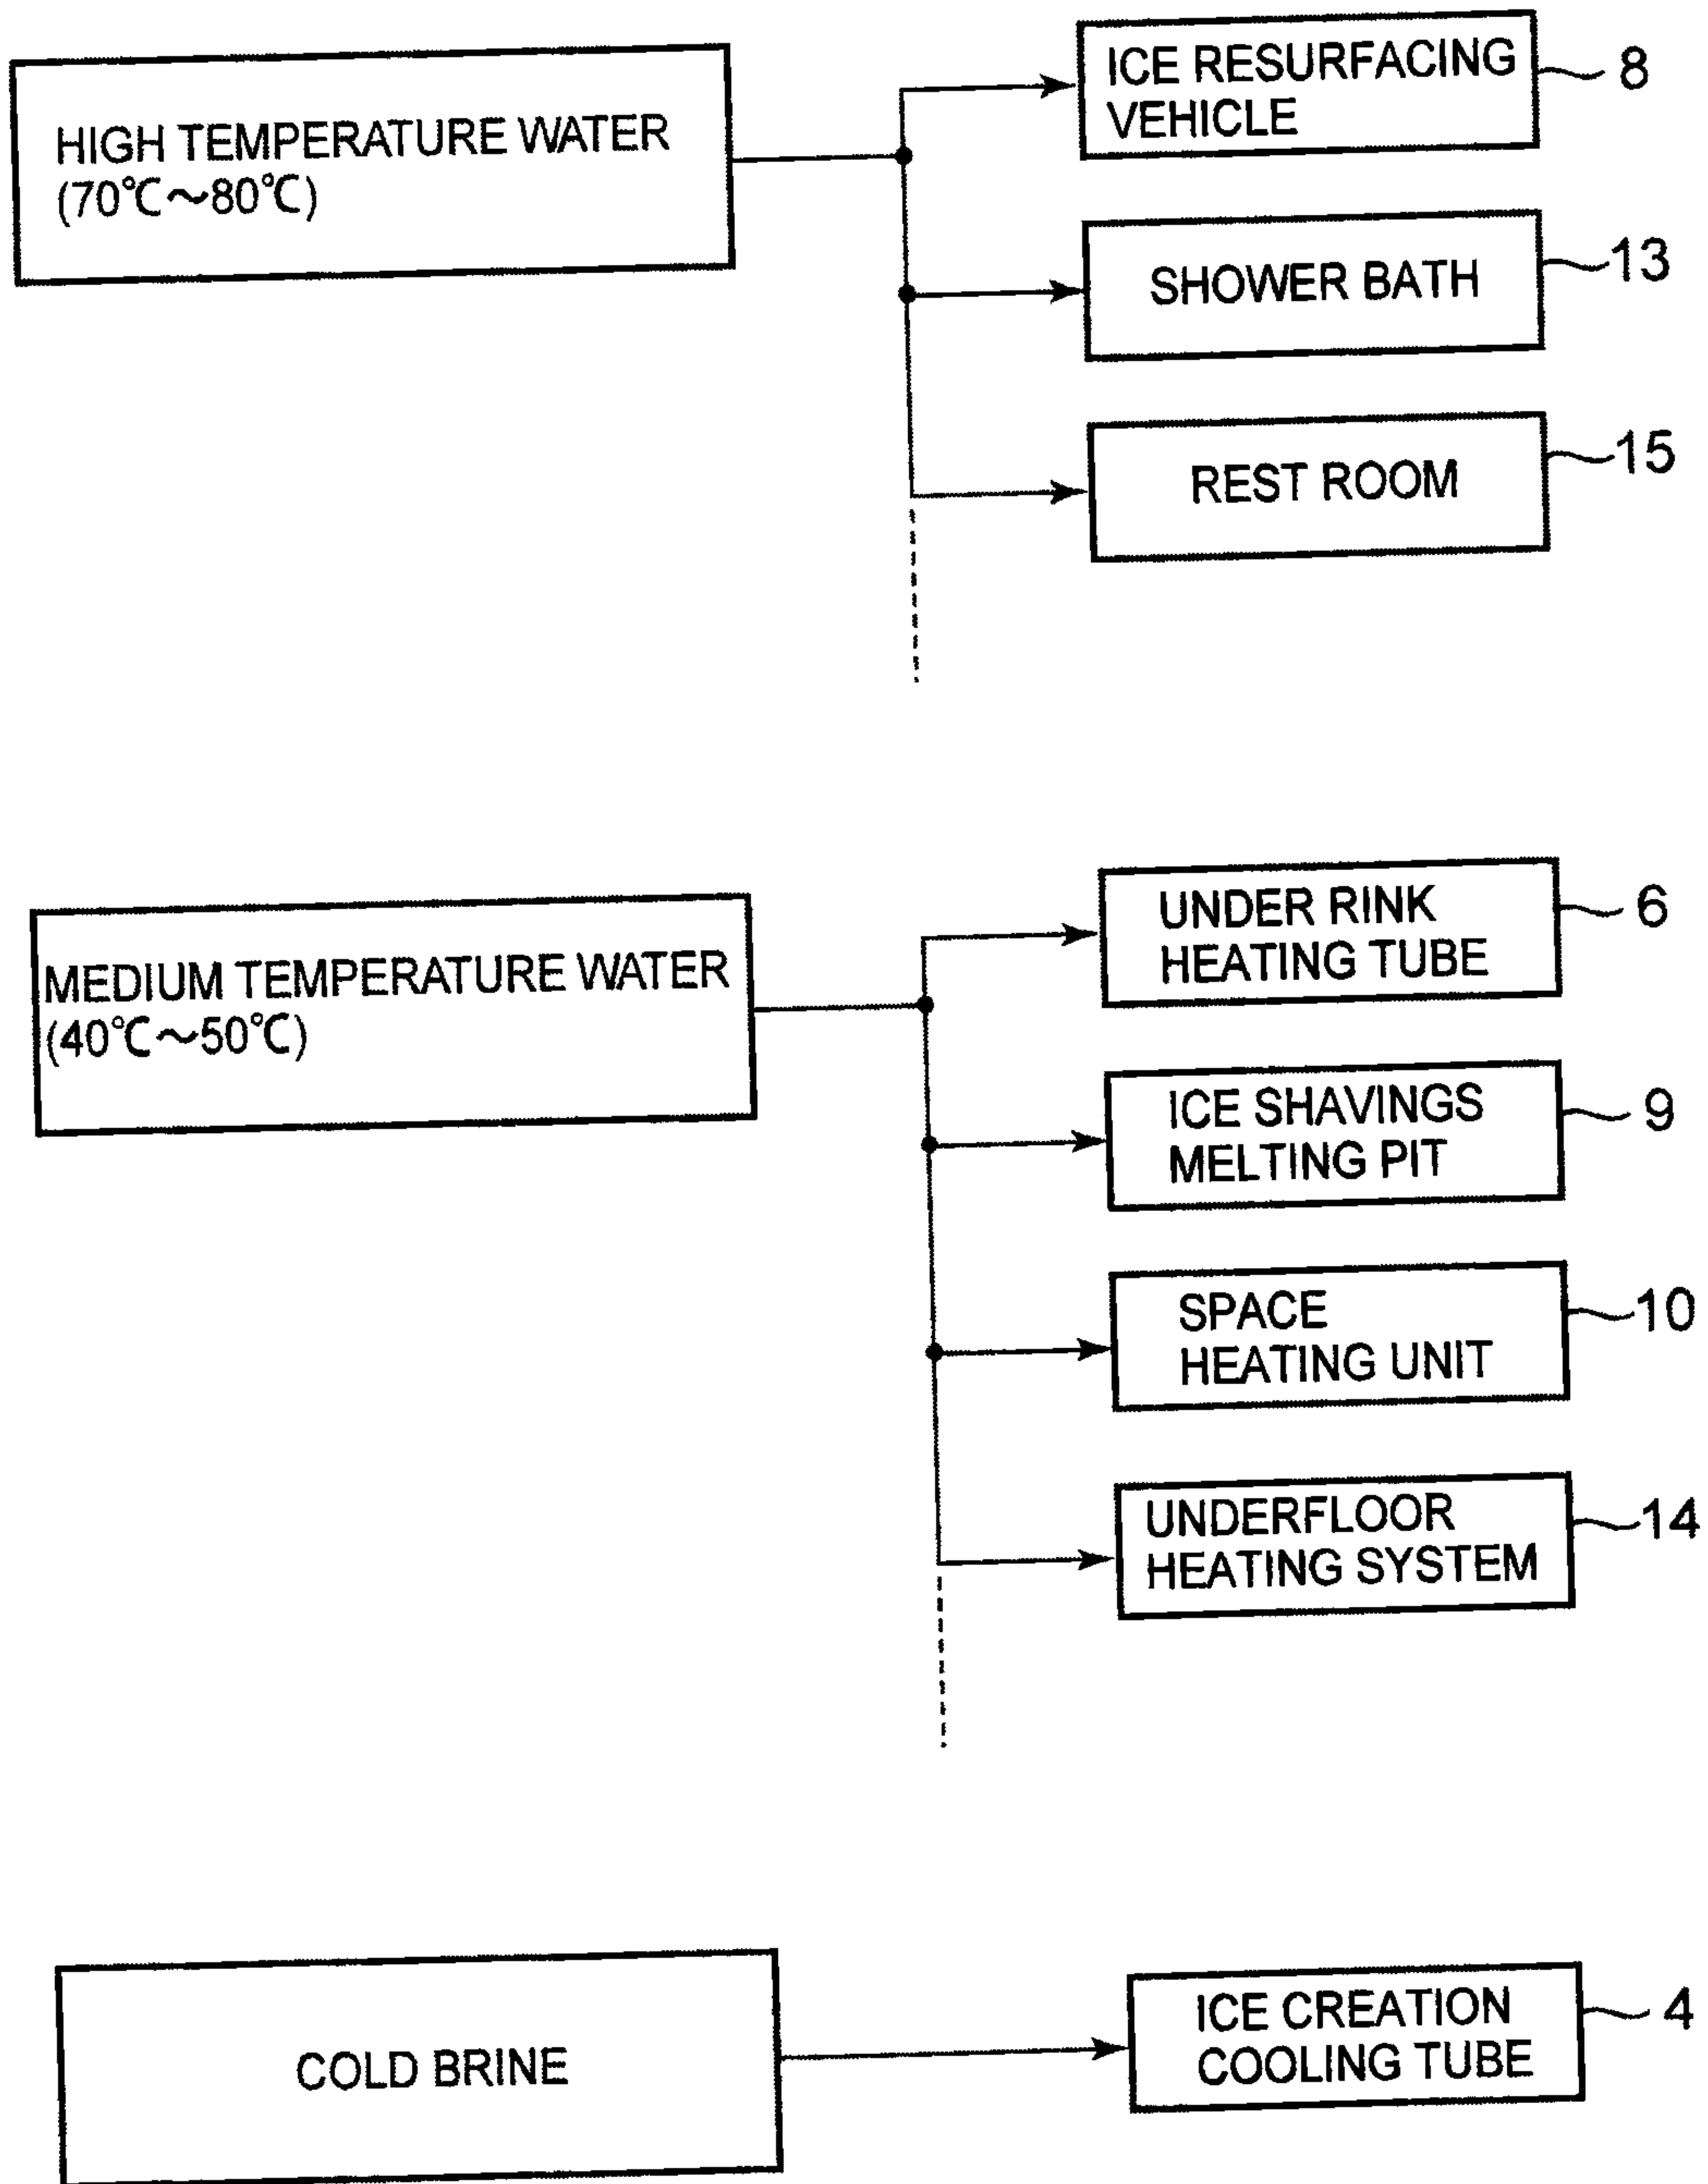 HIGH TEMPERATURE WATER
(70℃～80℃)
ICE RESURFACING
VEHICLE
8
SHOWER BATH
13
REST ROOM
15
MEDIUM TEMPERATURE WATER
(40℃～50℃)
UNDER RINK
HEATING TUBE
6
ICE SHAVINGS
MELTING PIT
9
SPACE
HEATING UNIT
10
UNDERFLOOR
HEATING SYSTEM
14
COLD BRINE
ICE CREATION
COOLING TUBE
4